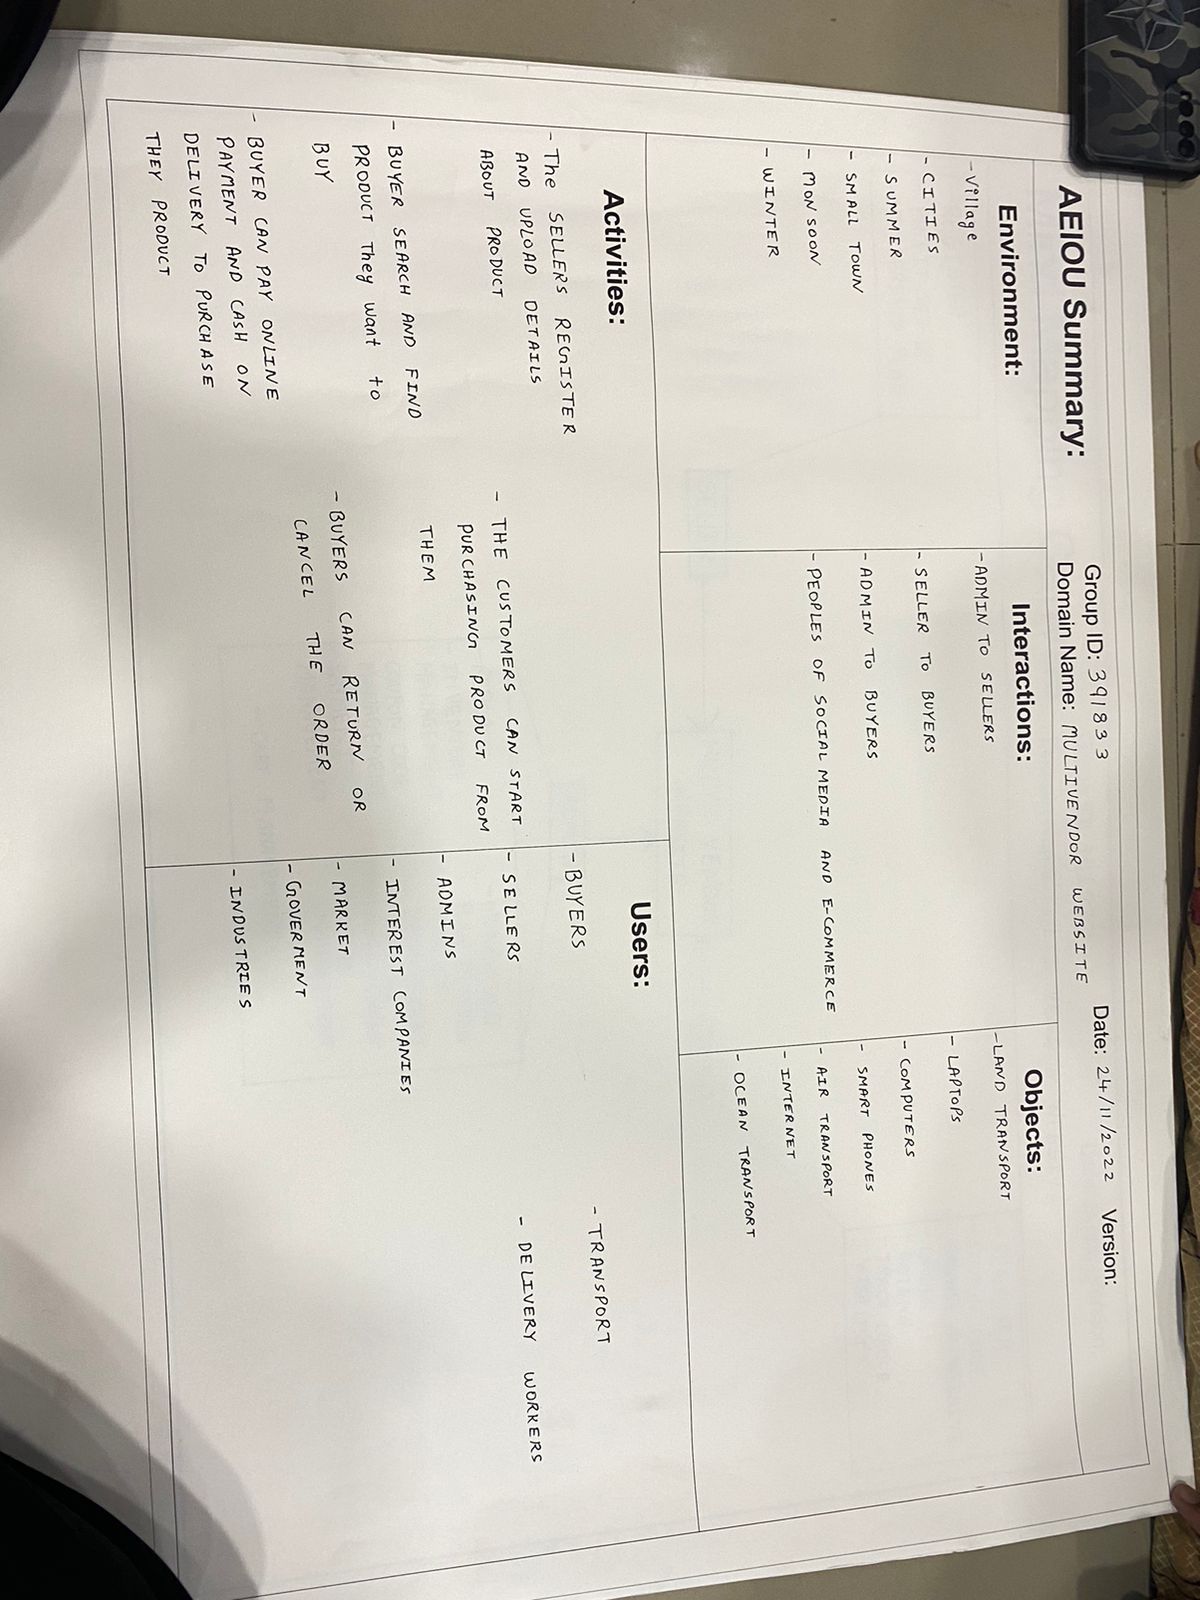 AEIOU Summary:
Group ID: 391833
Date: 24/11/2022
Version:
Domain Name: MULTIVENDOR WEBSITE
Environment:
- Village
- CITIES
- SUMMER
- SMALL TOWN
- MONSOON
- WINTER
Interactions:
- ADMIN TO SELLERS
- SELLER TO BUYERS
- ADMIN TO BUYERS
- PEOPLES OF SOCIAL MEDIA AND E-COMMERCE
Objects:
- LAND TRANSPORT
- LAPTOPS
- COMPUTERS
- SMART PHONES
- AIR TRANSPORT
- INTERNET
- OCEAN TRANSPORT
Activities:
- The SELLERS REGISTER
AND UPLOAD DETAILS
ABOUT PRODUCT
- BUYER SEARCH AND FIND
PRODUCT They Want to
BUY
- BUYER CAN PAY ONLINE
PAYMENT AND CASH ON
DELIVERY TO PURCHASE
THEY PRODUCT
- THE CUSTOMERS CAN START
PURCHASING PRODUCT FROM
THEM
- BUYERS CAN RETURN OR
CANCEL THE ORDER
Users:
- BUYERS
- SELLERS
- ADMINS
- INTEREST COMPANIES
- MARKET
- GOVERMENT
- INDUSTRIES
- TRANSPORT
- DELIVERY WORKERS